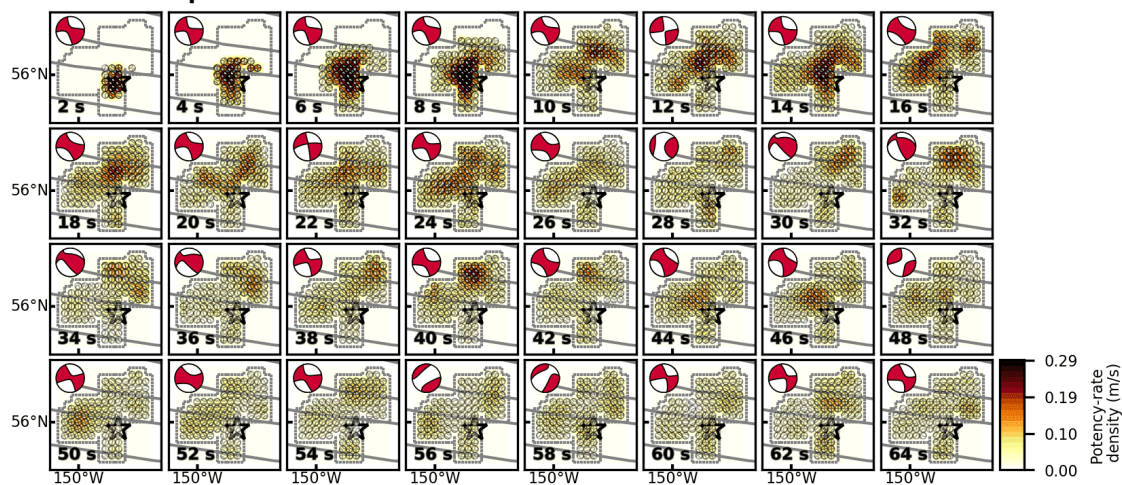 56°N
2 s 4 s 6 s 8 s 10 s 12 s 14 s 16 s
56°N
18 s 20 s 22 s 24 s 26 s 28 s 30 s 32 s
56°N
34 s 36 s 38 s 40 s 42 s 44 s 46 s 48 s
56°N
50 s 52 s 54 s 56 s 58 s 60 s 62 s 64 s
150°W 150°W 150°W 150°W 150°W 150°W 150°W 150°W
0.29
0.19
0.10
0.00
Potency-rate
density (m/s)